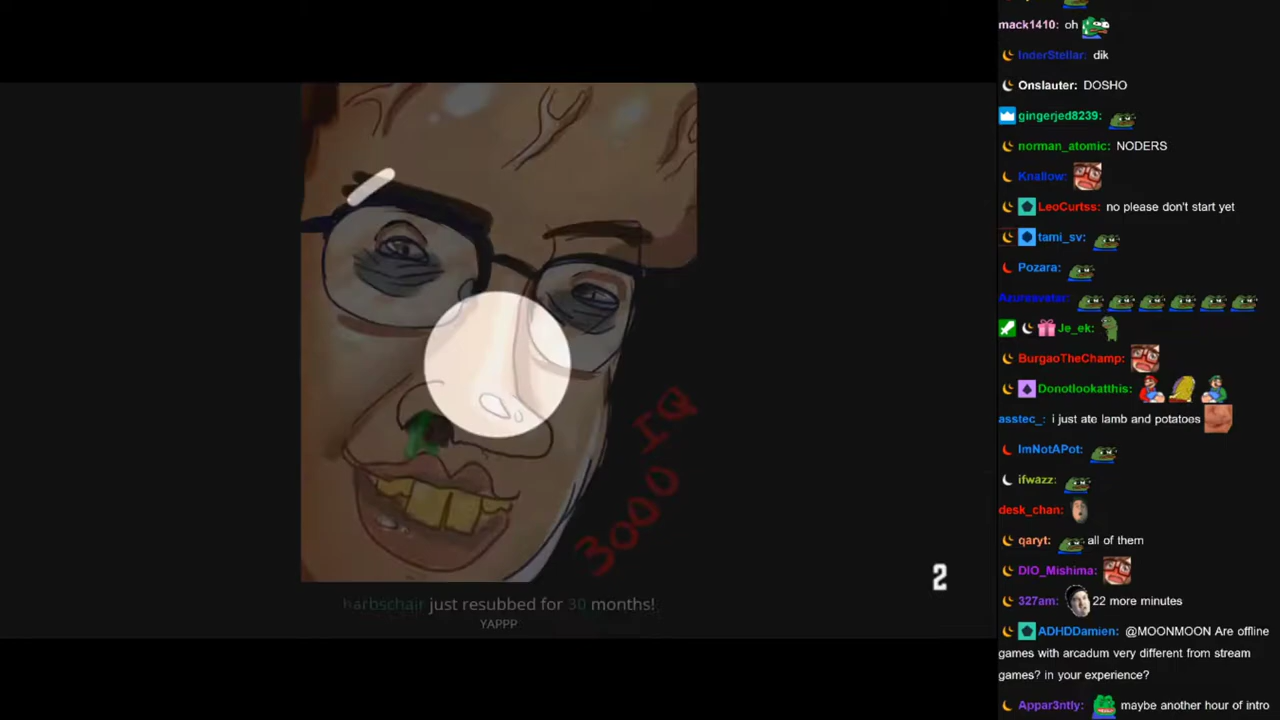 3000 IQ
2
harbschair just resubbed for 30 months!
YAPPP
mack1410: oh
InderStellar: dik
Onslauter: DOSHO
gingerjed8239:
norman_atomic: NODERS
Knallow:
LeoCurtss: no please don't start yet
tami_sv:
Pozara:
Azureavatar:
Je_ek:
BurgaoTheChamp:
Donotlookatthis:
asstec_: i just ate lamb and potatoes
ImNotAPot:
ifwazz:
desk_chan:
qaryt: all of them
DIO_Mishima:
327am: 22 more minutes
ADHDDamien: @MOONMOON Are offline
games with arcadum very different from stream
games? in your experience?
Appar3ntly: maybe another hour of intro